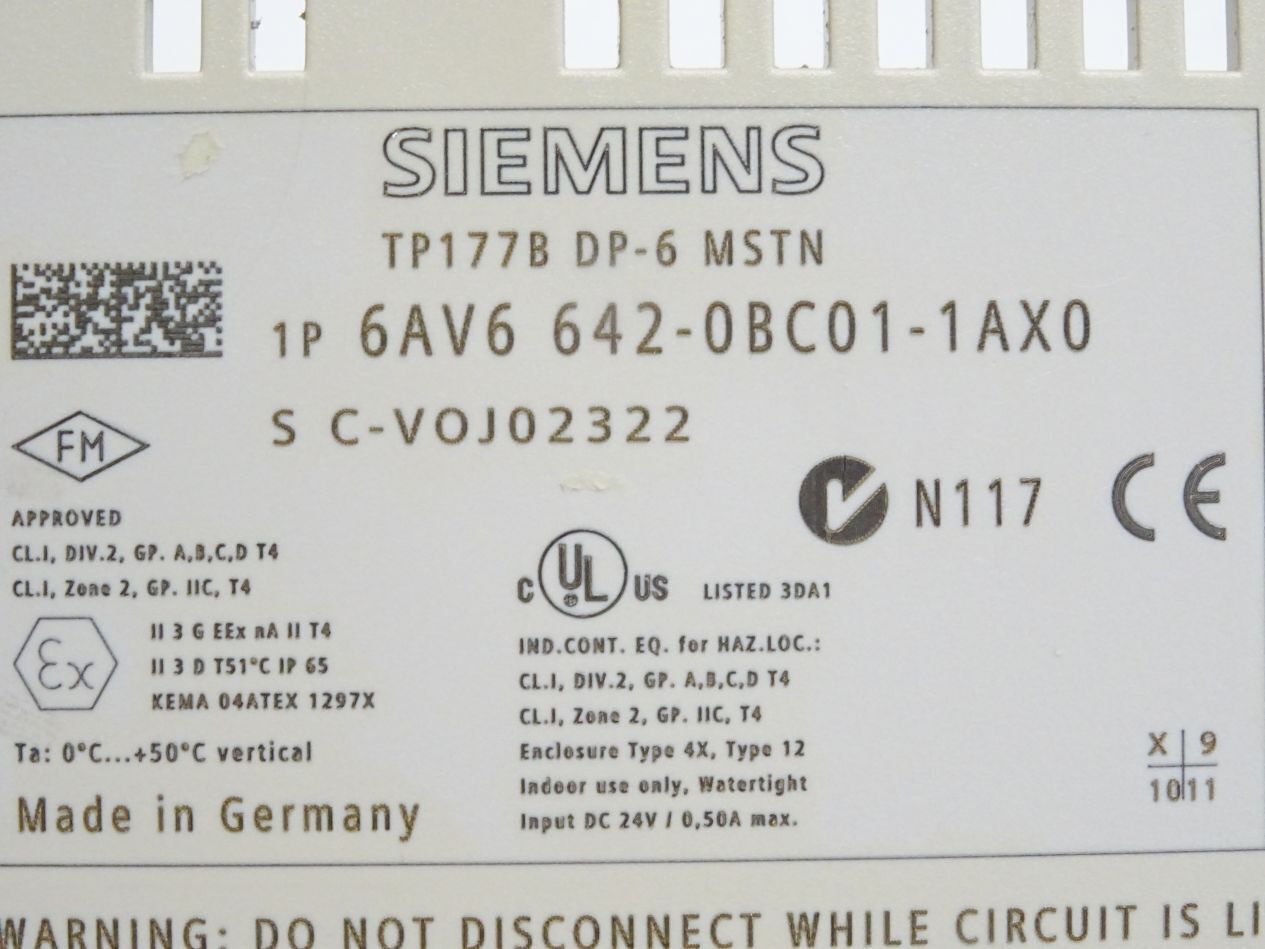 SIEMENS
TP177B DP-6 MSTN
1P 6AV6 642-0BC01-1AX0
S C-VOJ02322
FM
N117 CE
APPROVED
CL.I, DIV.2, GP. A,B,C,D T4
CL.I, Zone 2, GP. IIC, T4
C UL US LISTED 3DA1
Ex
II 3 G EEx nA II T4
II 3 D T51°C IP 65
KEMA 04ATEX 1297X
IND.CONT. EQ. for HAZ.LOC.:
CL.I, DIV.2, GP. A,B,C,D T4
CL.I, Zone 2, GP. IIC, T4
Enclosure Type 4X, Type 12
Indoor use only, Watertight
Input DC 24V / 0,50A max.
Ta: 0°C...+50°C vertical
Made in Germany
X 9
10 11
WARNING: DO NOT DISCONNECT WHILE CIRCUIT IS LI